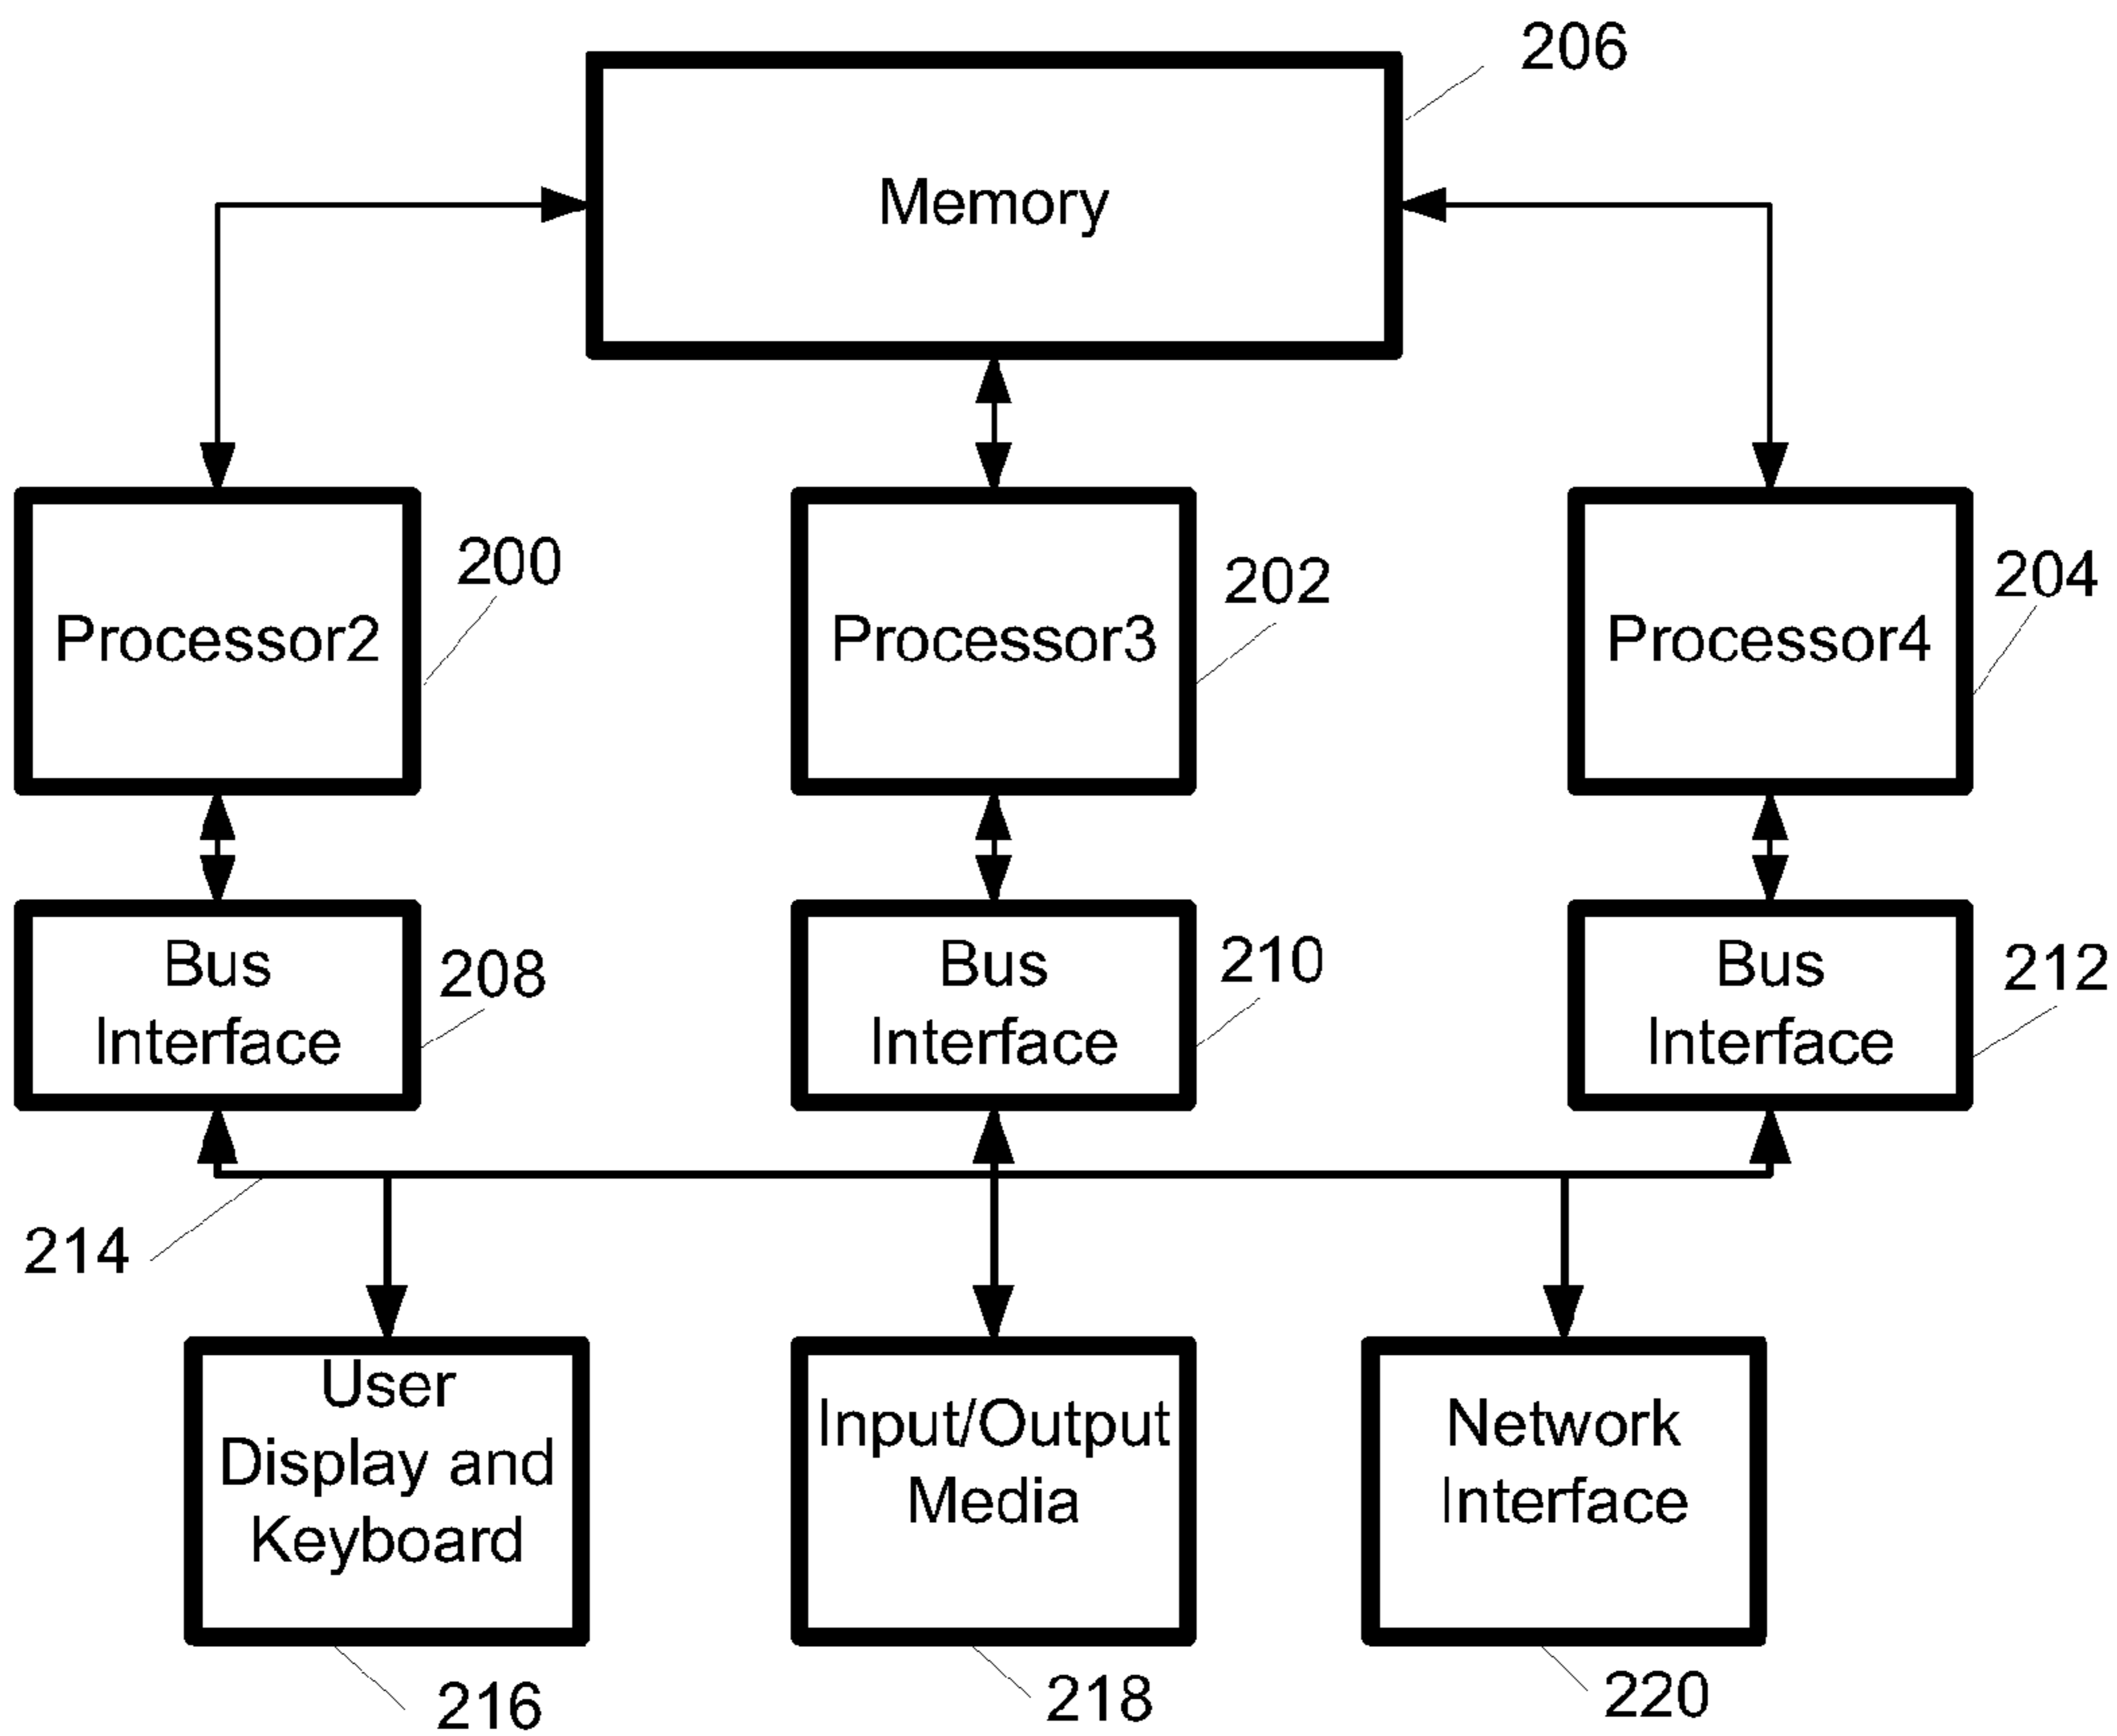 206
Memory
200
Processor2
202
Processor3
204
Processor4
208
Bus
Interface
210
Bus
Interface
212
Bus
Interface
214
User
Display and
Keyboard
Input/Output
Media
Network
Interface
216
218
220